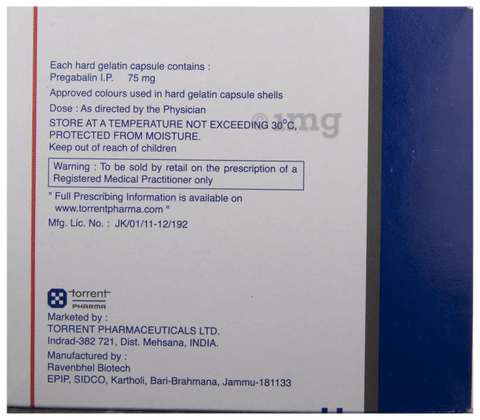 Each hard gelatin capsule contains :
Pregabalin I.P. 75 mg
Approved colours used in hard gelatin capsule shells
Dose : As directed by the Physician
STORE AT A TEMPERATURE NOT EXCEEDING 30°C,
PROTECTED FROM MOISTURE.
Keep out of reach of children
1mg
Warning : To be sold by retail on the prescription of a
Registered Medical Practitioner only
" Full Prescribing Information is available on
www.torrentpharma.com "
Mfg. Lic. No. : JK/01/11-12/192
torrent
PHARMA
Marketed by :
TORRENT PHARMACEUTICALS LTD.
Indrad-382 721, Dist. Mehsana, INDIA.
Manufactured by :
Ravenbhel Biotech
EPIP, SIDCO, Kartholi, Bari-Brahmana, Jammu-181133